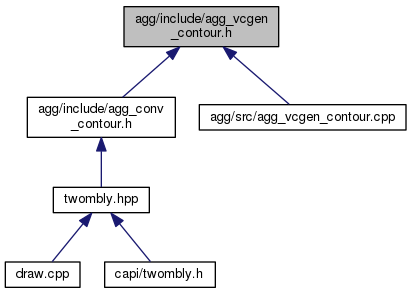 agg/include/agg_vcgen
_contour.h
agg/include/agg_conv
_contour.h
agg/src/agg_vcgen_contour.cpp
twombly.hpp
draw.cpp
capi/twombly.h